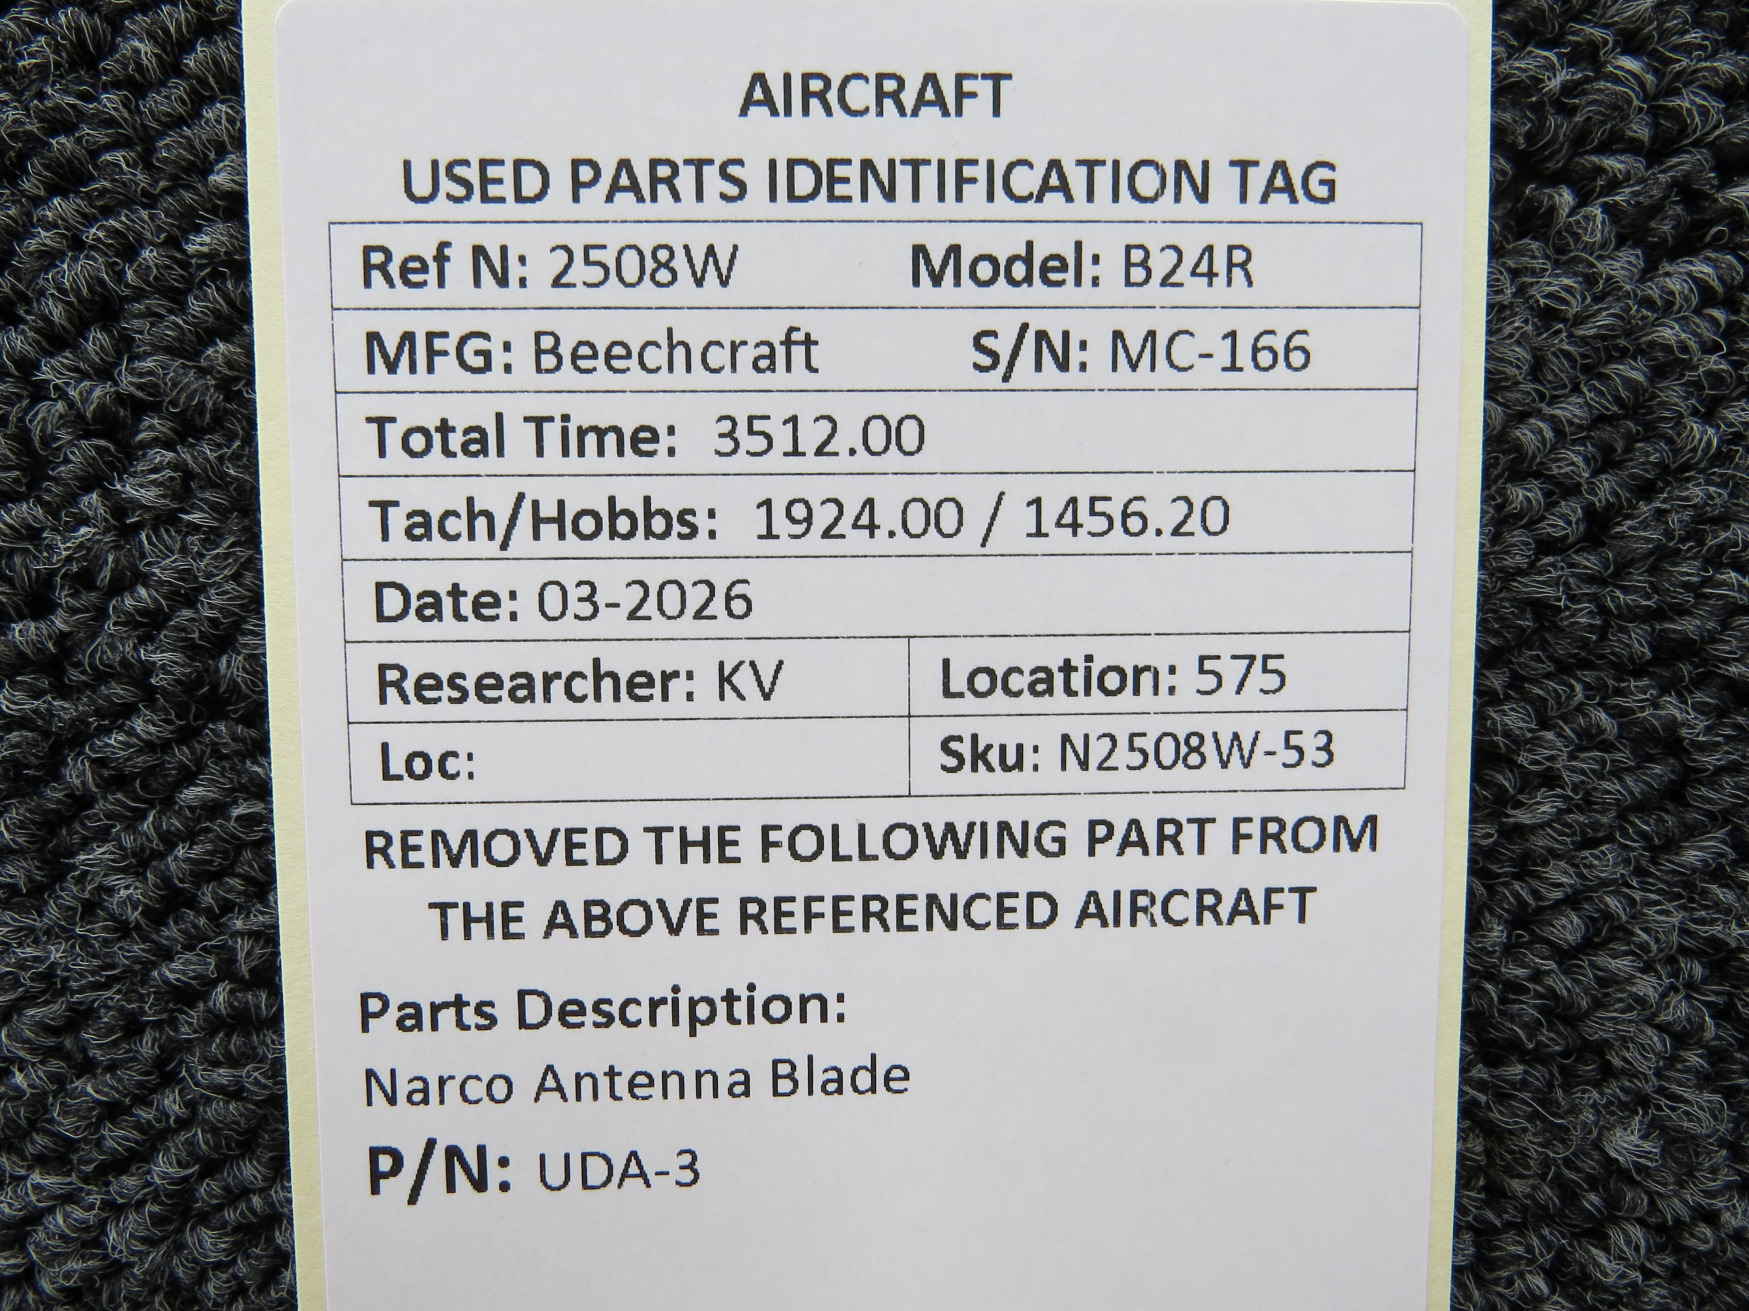 AIRCRAFT
USED PARTS IDENTIFICATION TAG
Ref N: 2508W Model: B24R
MFG: Beechcraft S/N: MC-166
Total Time: 3512.00
Tach/Hobbs: 1924.00 / 1456.20
Date: 03-2026
Researcher: KV Location: 575
Loc: Sku: N2508W-53
REMOVED THE FOLLOWING PART FROM
THE ABOVE REFERENCED AIRCRAFT
Parts Description:
Narco Antenna Blade
P/N: UDA-3